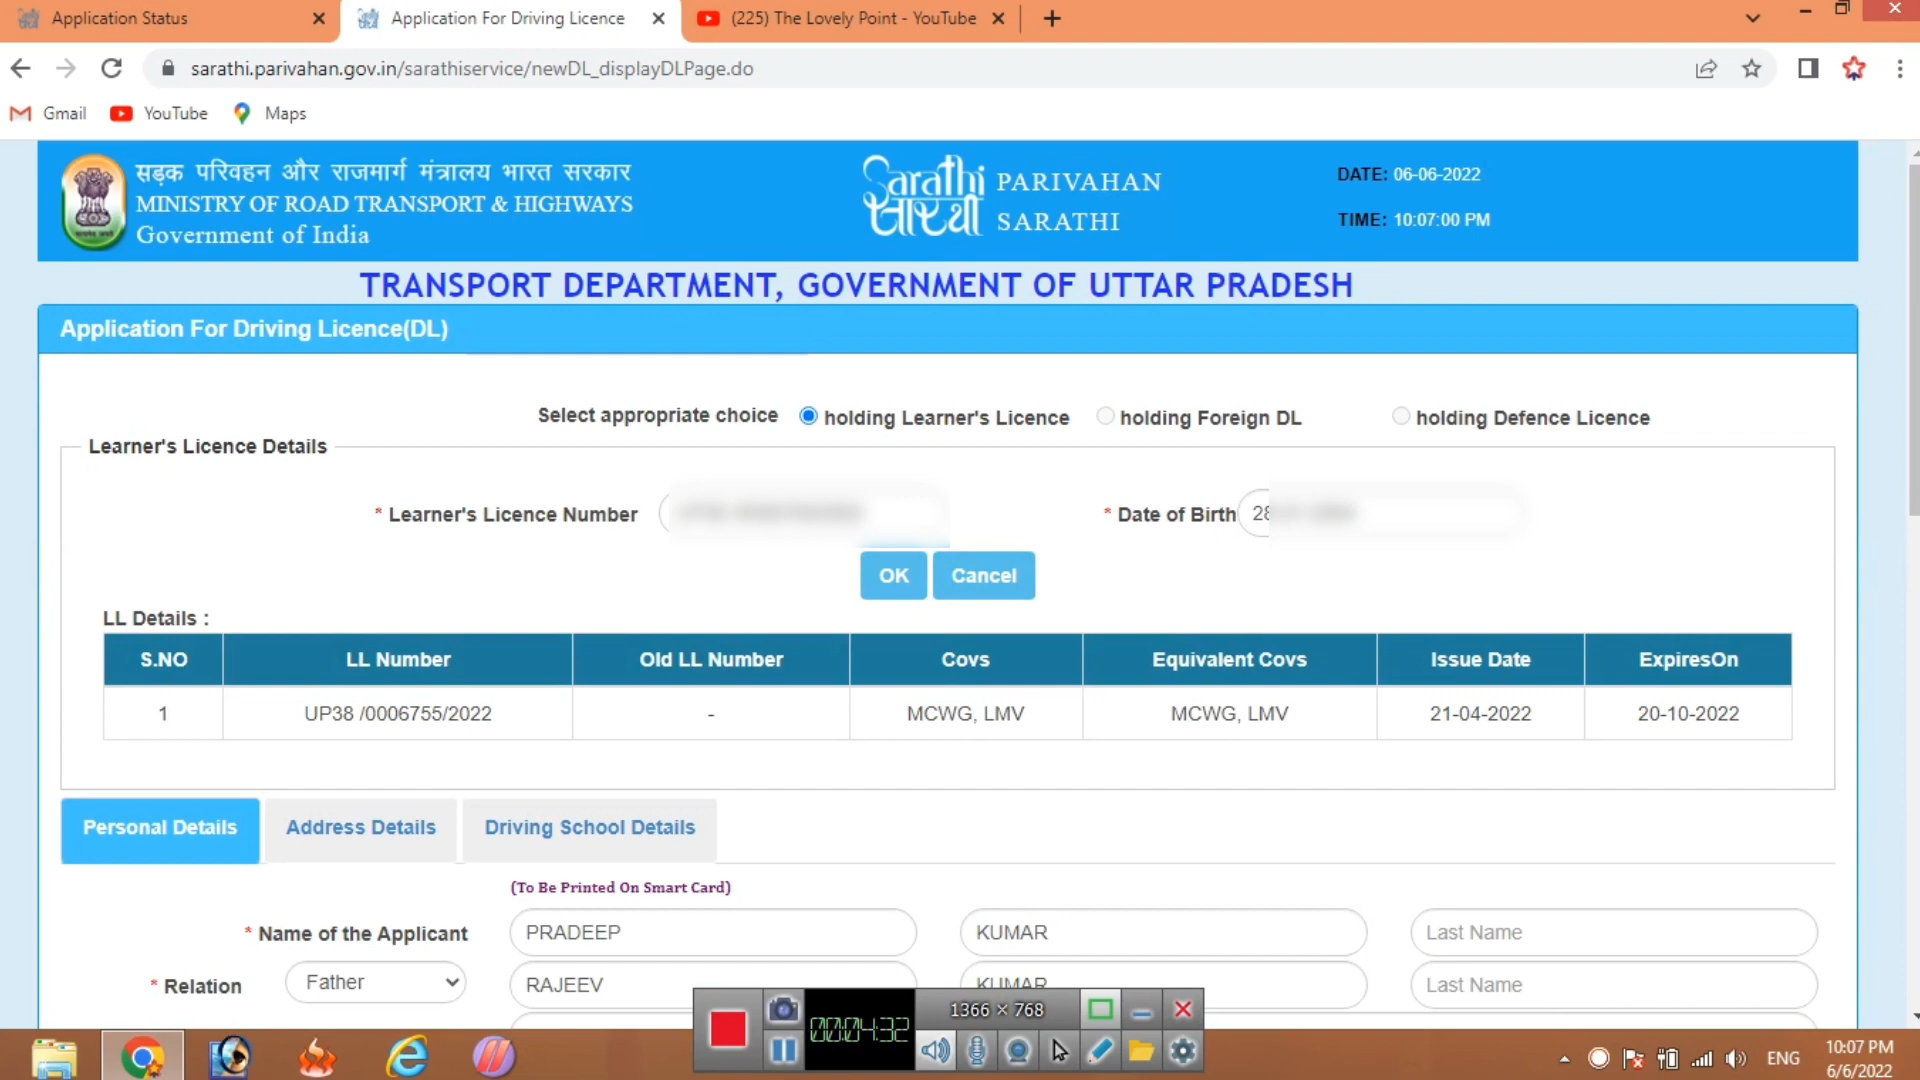 Application Status
Application For Driving Licence
(225) The Lovely Point - YouTube
sarathi.parivahan.gov.in/sarathiservice/newDL_displayDLPage.do
Gmail
YouTube
Maps
सड़क परिवहन और राजमार्ग मंत्रालय भारत सरकार
MINISTRY OF ROAD TRANSPORT & HIGHWAYS
Government of India
Sarathi
सारथी
PARIVAHAN
SARATHI
DATE: 06-06-2022
TIME: 10:07:00 PM
TRANSPORT DEPARTMENT, GOVERNMENT OF UTTAR PRADESH
Application For Driving Licence(DL)
Select appropriate choice holding Learner's Licence holding Foreign DL holding Defence Licence
Learner's Licence Details
* Learner's Licence Number * Date of Birth
OK Cancel
LL Details :
S.NO LL Number Old LL Number Covs Equivalent Covs Issue Date ExpiresOn
1 UP38 /0006755/2022 - MCWG, LMV MCWG, LMV 21-04-2022 20-10-2022
Personal Details Address Details Driving School Details
(To Be Printed On Smart Card)
* Name of the Applicant PRADEEP KUMAR Last Name
* Relation Father RAJEEV KUMAR Last Name
1366 × 768
00:04:32
ENG
10:07 PM
6/6/2022